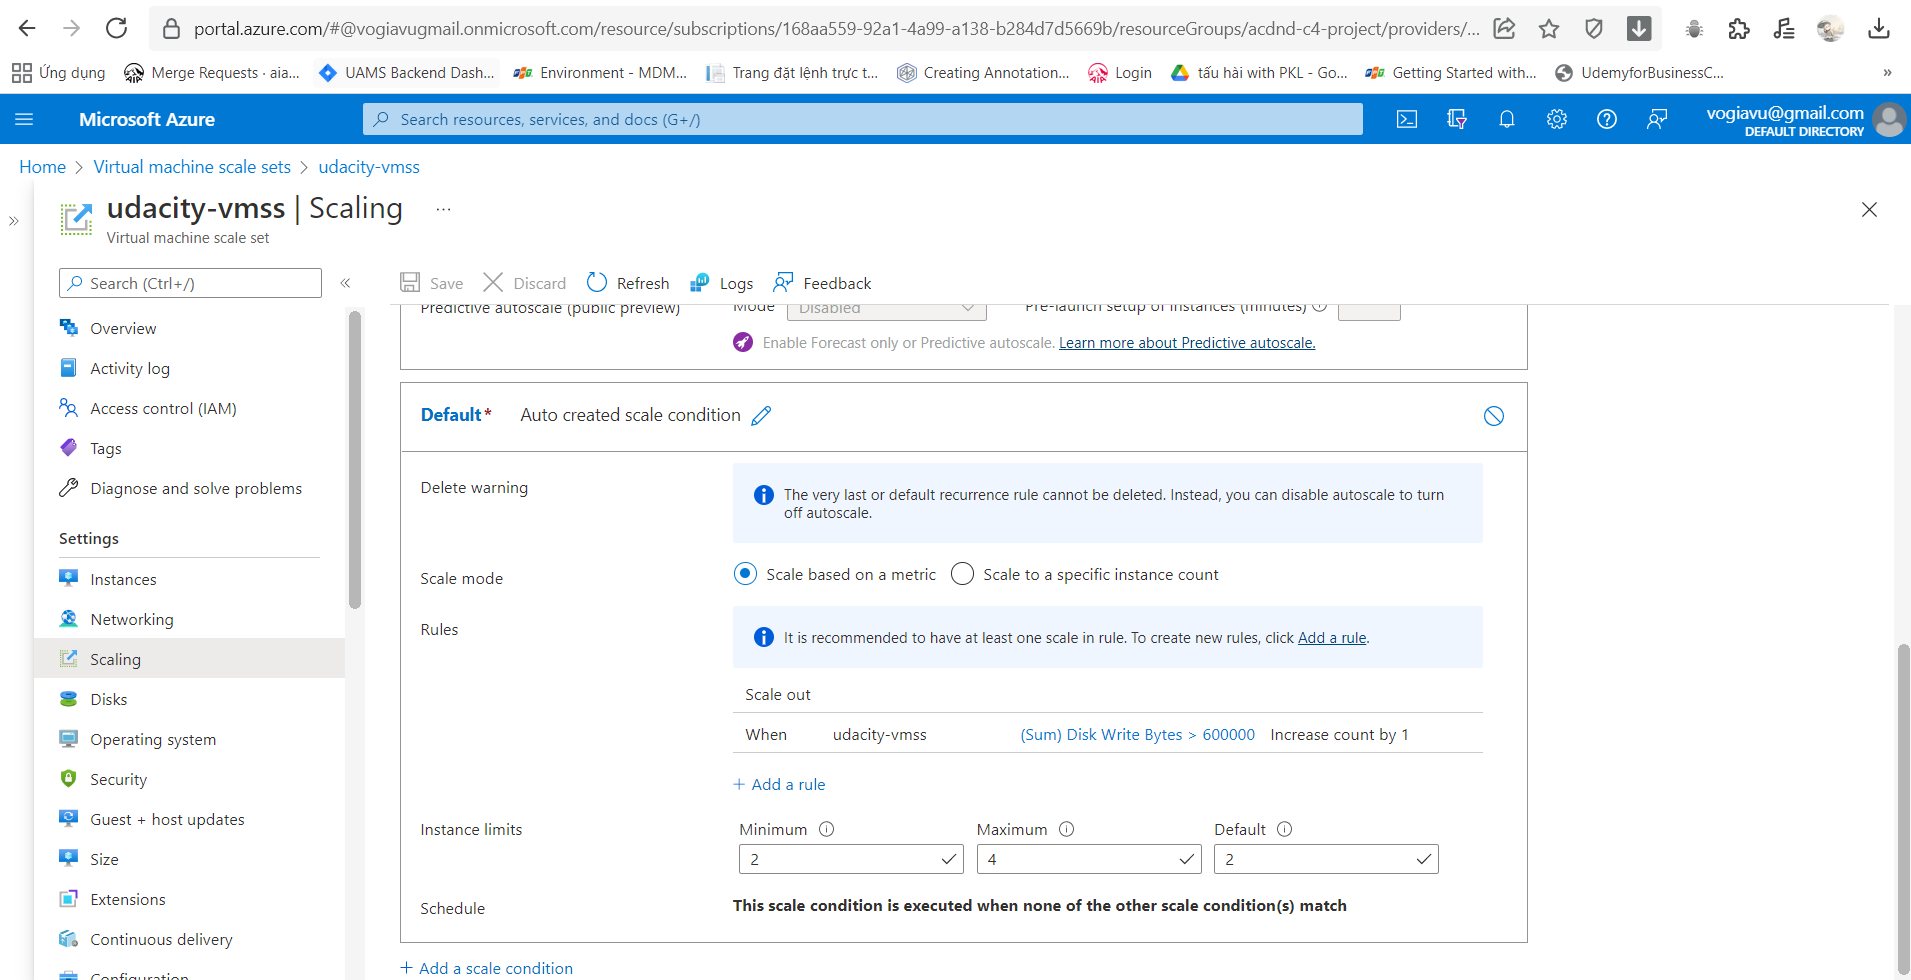 portal.azure.com/#@vogiavugmail.onmicrosoft.com/resource/subscriptions/168aa559-92a1-4a99-a138-b284d7d5669b/resourceGroups/acdnd-c4-project/providers/...
Ứng dụng Merge Requests · aia... UAMS Backend Dash... Environment - MDM... Trang đặt lệnh trực t... Creating Annotation... Login tấu hài with PKL - Go... Getting Started with... UdemyforBusinessC... »
Microsoft Azure Search resources, services, and docs (G+/) vogiavu@gmail.com
DEFAULT DIRECTORY
Home > Virtual machine scale sets > udacity-vmss
udacity-vmss | Scaling ...
Virtual machine scale set
Search (Ctrl+/) «
Save Discard Refresh Logs Feedback
Predictive autoscale (public preview) Mode Disabled Pre-launch setup of instances (minutes)
Enable Forecast only or Predictive autoscale. Learn more about Predictive autoscale.
Overview
Activity log
Access control (IAM)
Tags
Diagnose and solve problems
Settings
Instances
Networking
Scaling
Disks
Operating system
Security
Guest + host updates
Size
Extensions
Continuous delivery
Configuration
Default* Auto created scale condition
Delete warning
The very last or default recurrence rule cannot be deleted. Instead, you can disable autoscale to turn
off autoscale.
Scale mode Scale based on a metric Scale to a specific instance count
Rules
It is recommended to have at least one scale in rule. To create new rules, click Add a rule.
Scale out
When udacity-vmss (Sum) Disk Write Bytes > 600000 Increase count by 1
+ Add a rule
Instance limits Minimum Maximum Default
2 4 2
Schedule This scale condition is executed when none of the other scale condition(s) match
+ Add a scale condition